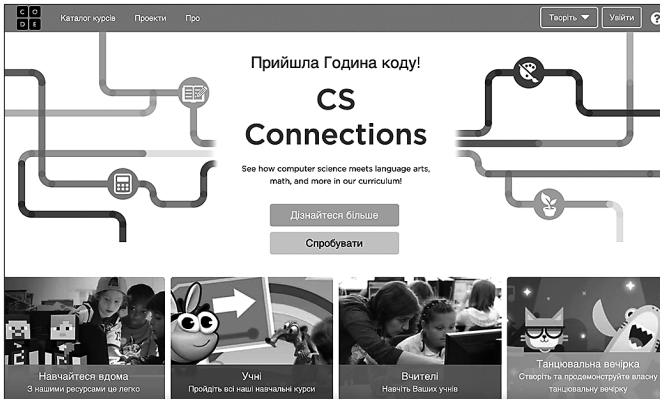 C O
D E
Каталог курсів Проекти Про
Творіть Увійти ?
Прийшла Година коду!
CS
Connections
See how computer science meets language arts,
math, and more in our curriculum!
Дізнайтеся більше
Спробувати
Навчайтеся вдома
З нашими ресурсами це легко
Учні
Пройдіть всі наші навчальні курси
Вчителі
Навчіть Ваших учнів
Танцювальна вечірка
Створіть та продемонструйте власну
танцювальну вечірку